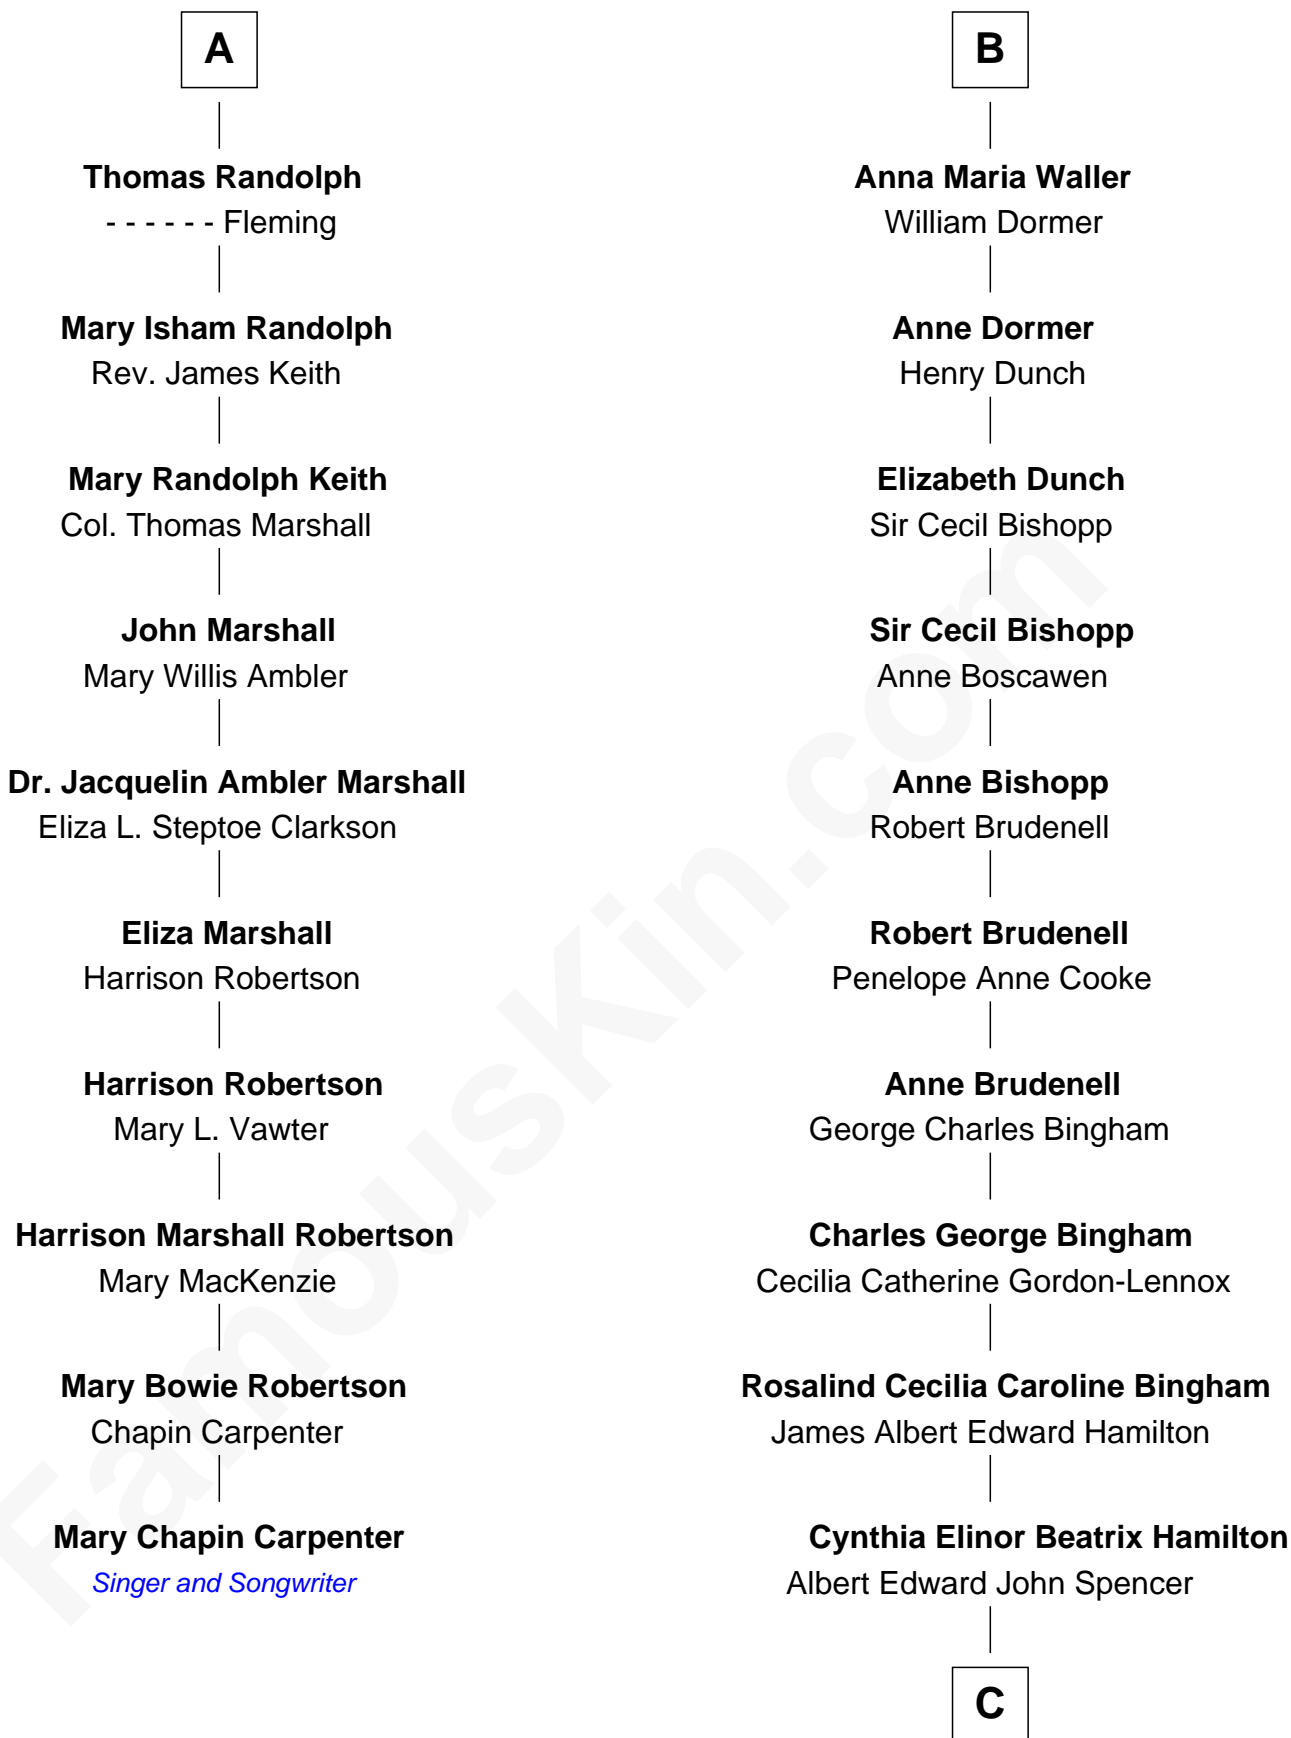 A
Thomas Randolph
- - - - - - Fleming
Mary Isham Randolph
Rev. James Keith
Mary Randolph Keith
Col. Thomas Marshall
John Marshall
Mary Willis Ambler
Dr. Jacquelin Ambler Marshall
Eliza L. Steptoe Clarkson
Eliza Marshall
Harrison Robertson
Harrison Robertson
Mary L. Vawter
Harrison Marshall Robertson
Mary MacKenzie
Mary Bowie Robertson
Chapin Carpenter
Mary Chapin Carpenter
Singer and Songwriter
B
Anna Maria Waller
William Dormer
Anne Dormer
Henry Dunch
Elizabeth Dunch
Sir Cecil Bishopp
Sir Cecil Bishopp
Anne Boscawen
Anne Bishopp
Robert Brudenell
Robert Brudenell
Penelope Anne Cooke
Anne Brudenell
George Charles Bingham
Charles George Bingham
Cecilia Catherine Gordon-Lennox
Rosalind Cecilia Caroline Bingham
James Albert Edward Hamilton
Cynthia Elinor Beatrix Hamilton
Albert Edward John Spencer
C
FamousKin.com